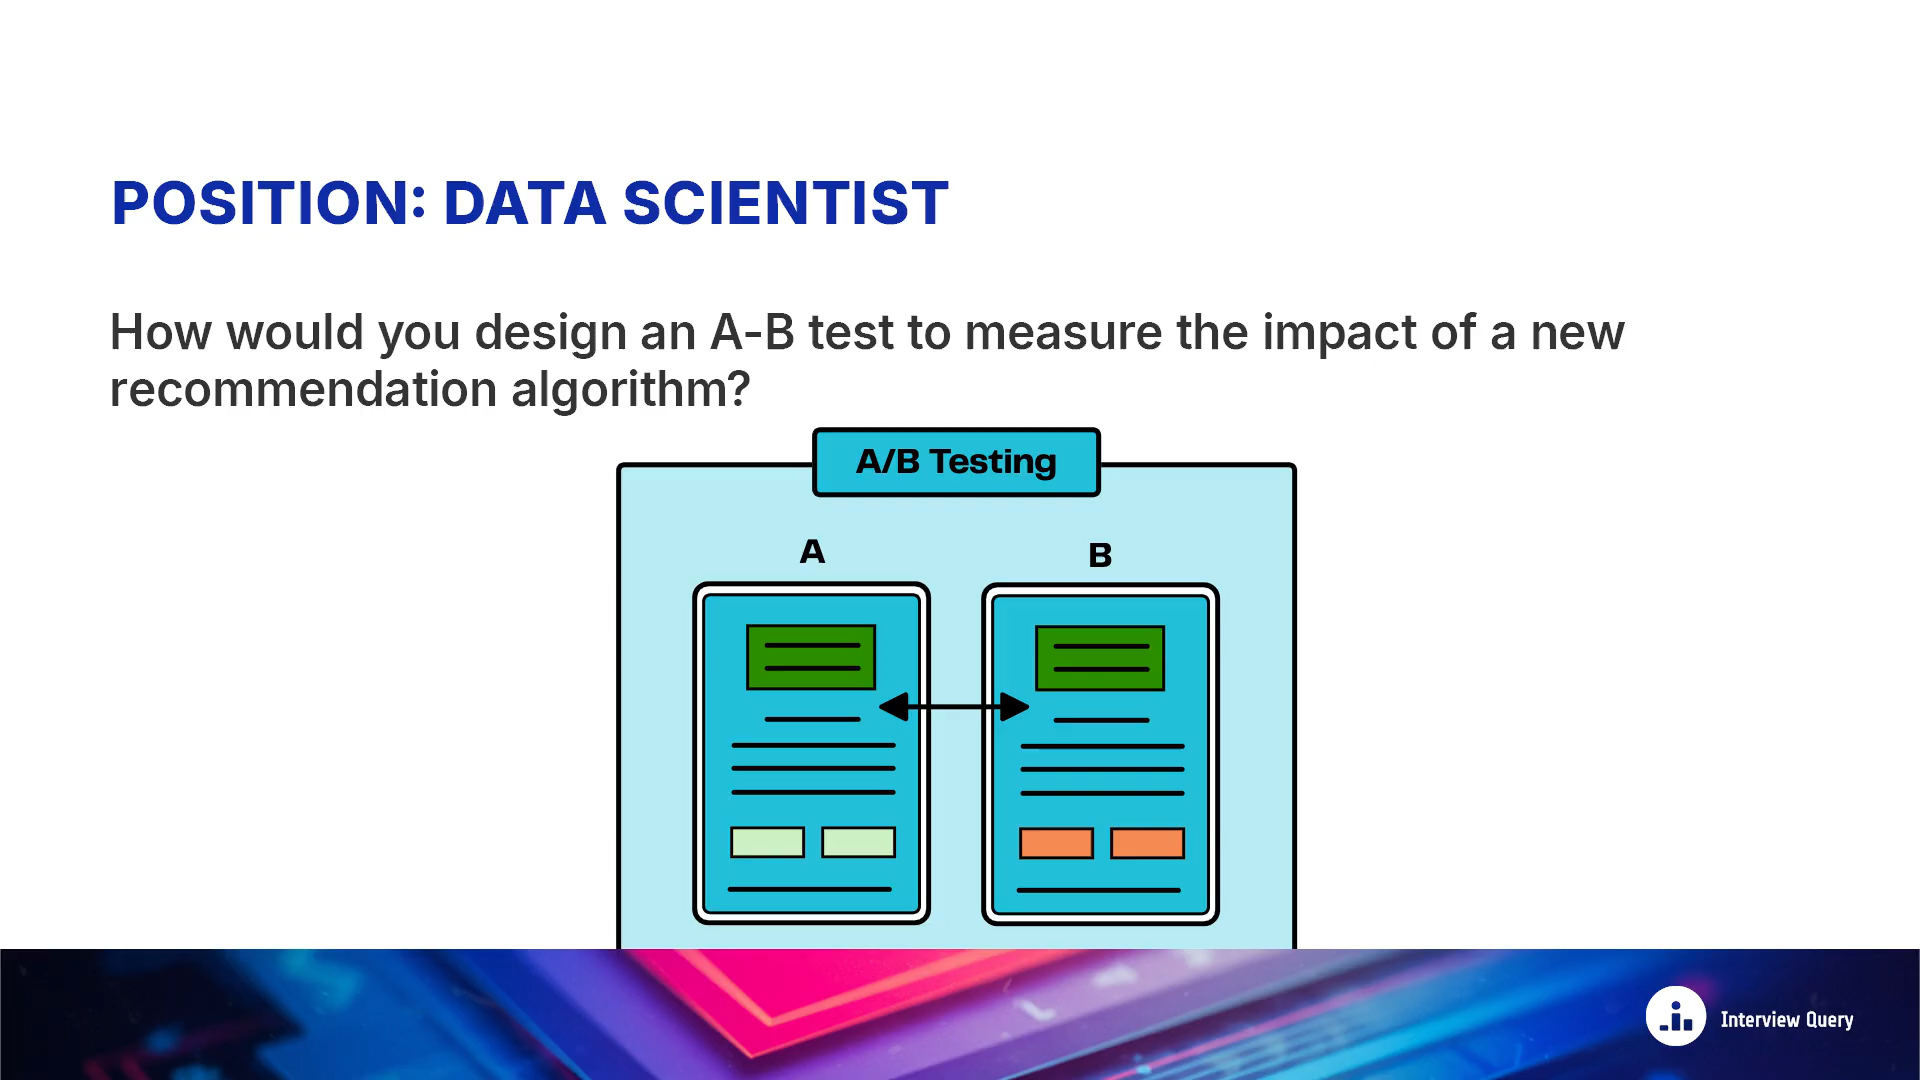 POSITION: DATA SCIENTIST
How would you design an A-B test to measure the impact of a new
recommendation algorithm?
A/B Testing
A
B
Interview Query